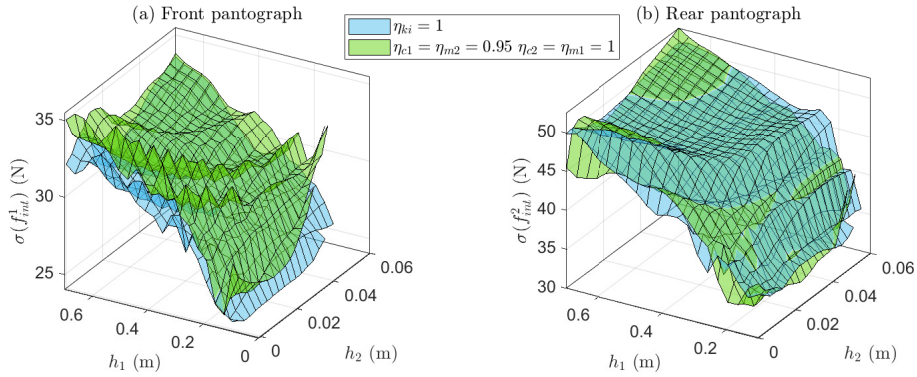 (a) Front pantograph
(b) Rear pantograph
η_{ki} = 1
η_{c1} = η_{m2} = 0.95 η_{c2} = η_{m1} = 1
35
30
25
σ(f^1_{int}) (N)
0.6
0.4
0.2
0
h_1 (m)
0
0.02
0.04
0.06
h_2 (m)
50
45
40
35
30
σ(f^2_{int}) (N)
0.6
0.4
0.2
h_1 (m)
0
0.02
0.04
0.06
h_2 (m)